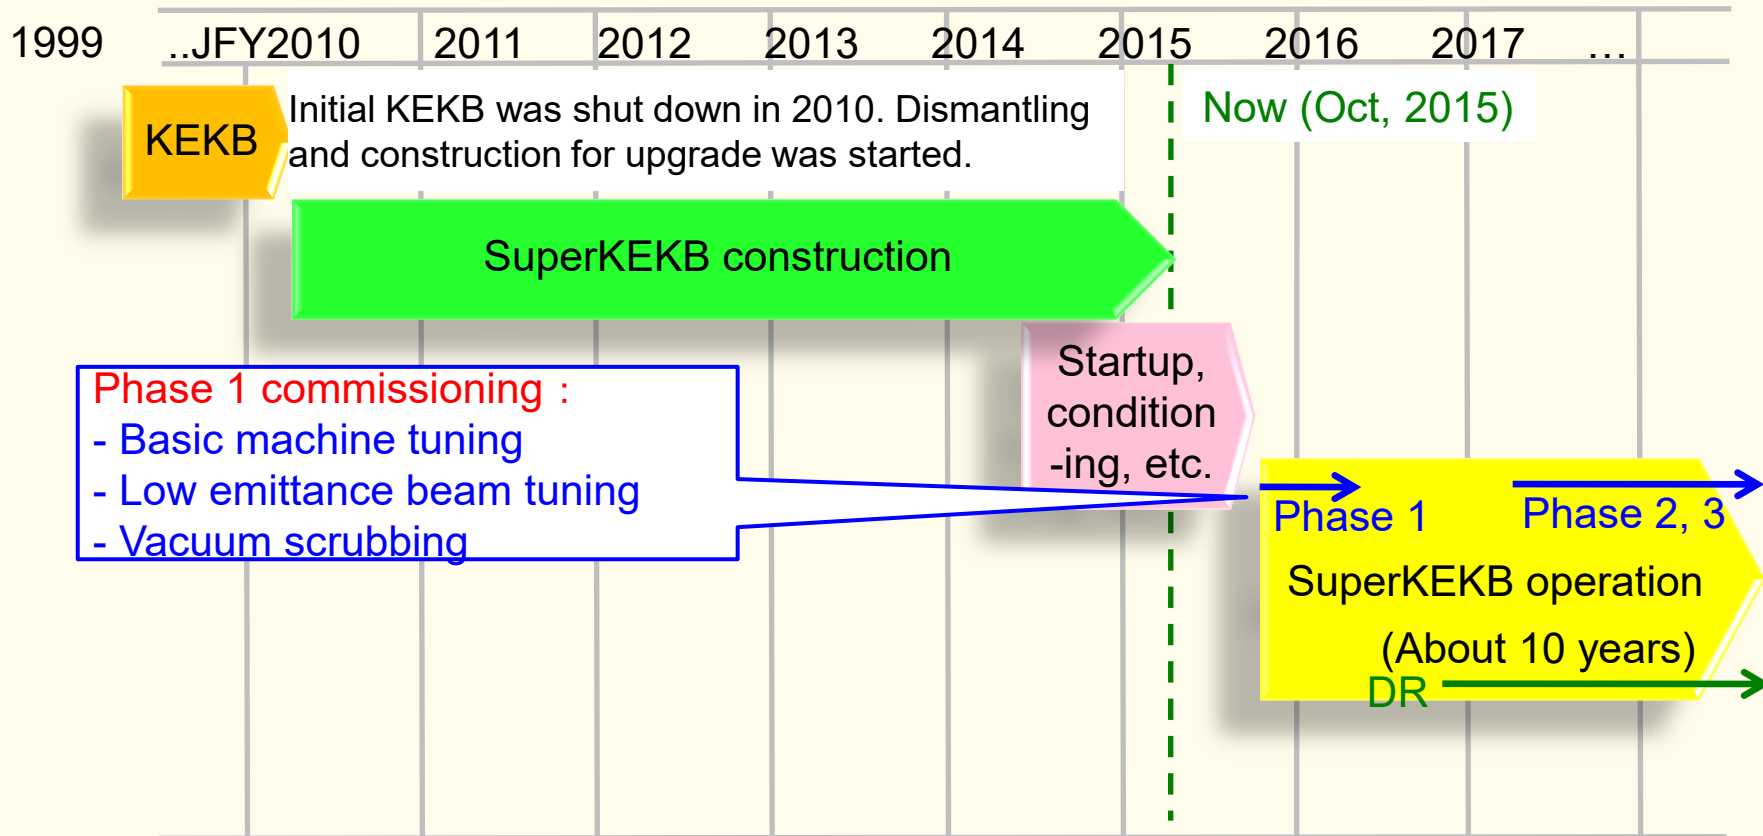 1999 ..JFY2010 2011 2012 2013 2014 2015 2016 2017 ...
KEKB
Initial KEKB was shut down in 2010. Dismantling
and construction for upgrade was started.
Now (Oct, 2015)
SuperKEKB construction
Startup,
condition
-ing, etc.
Phase 1 commissioning :
- Basic machine tuning
- Low emittance beam tuning
- Vacuum scrubbing
Phase 1
Phase 2, 3
SuperKEKB operation
(About 10 years)
DR